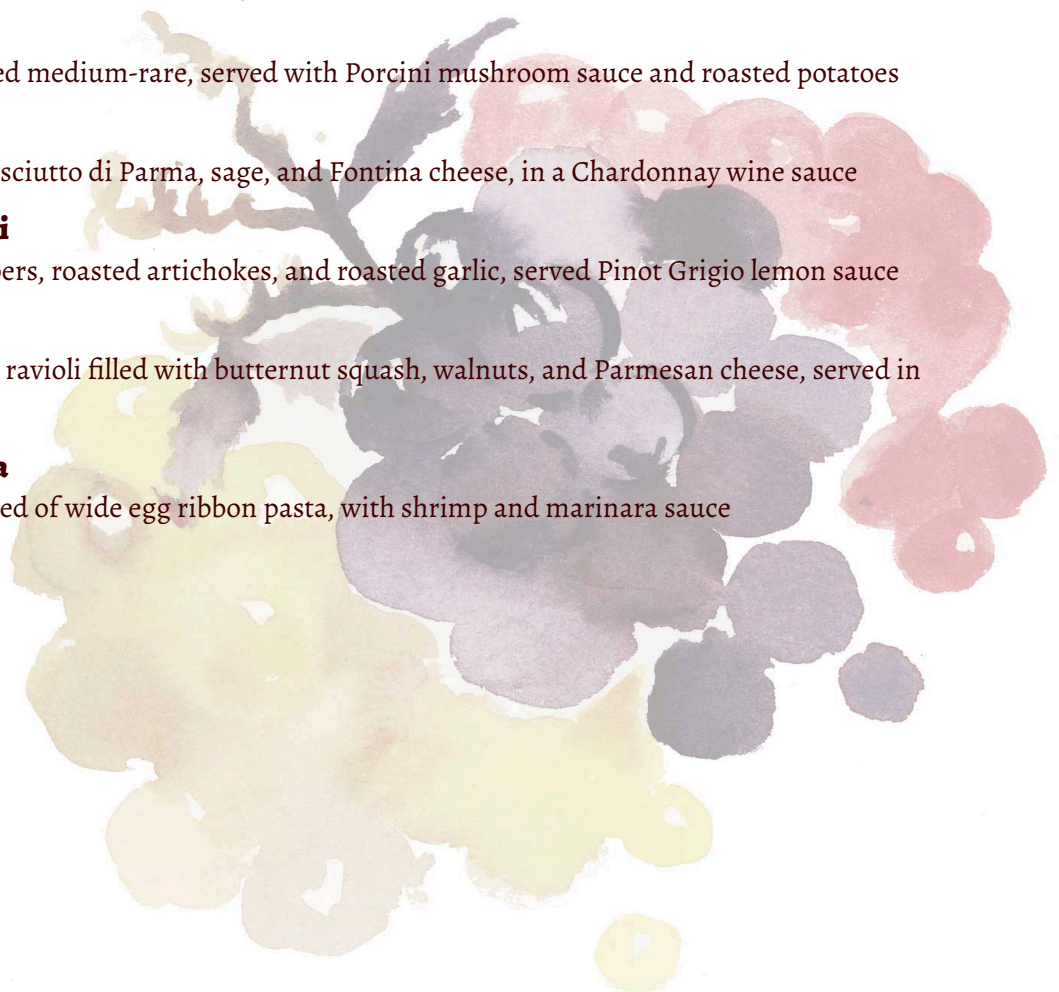 ed medium-rare, served with Porcini mushroom sauce and roasted potatoes
sciutto di Parma, sage, and Fontina cheese, in a Chardonnay wine sauce
i
pers, roasted artichokes, and roasted garlic, served Pinot Grigio lemon sauce
ravioli filled with butternut squash, walnuts, and Parmesan cheese, served in
a
ed of wide egg ribbon pasta, with shrimp and marinara sauce